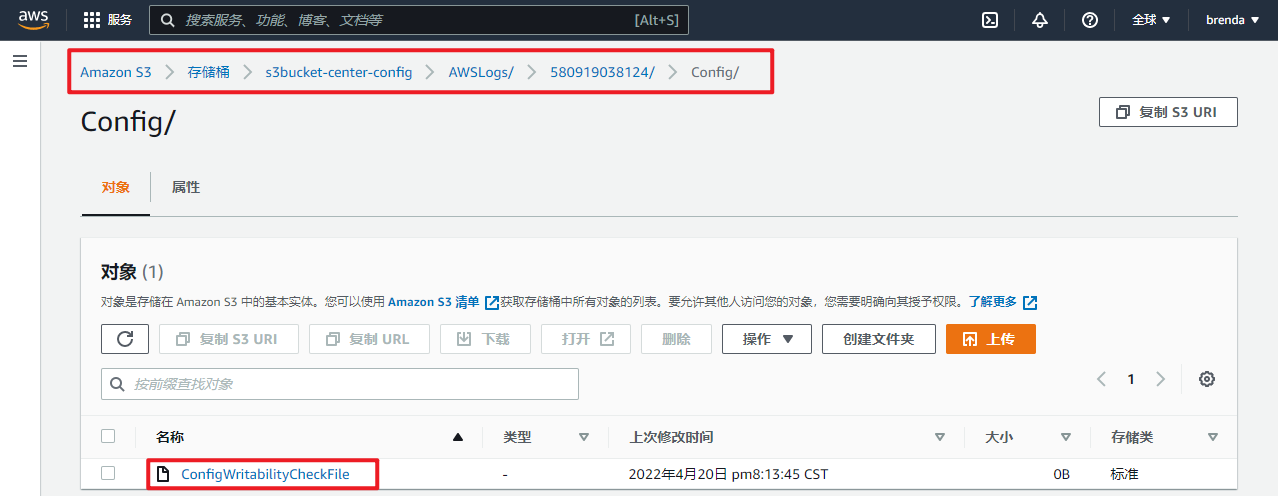 aws 服务 搜索服务、功能、博客、文档等 [Alt+S] 全球 brenda
Amazon S3 存储桶 s3bucket-center-config AWSLogs/ 580919038124/ Config/
Config/ 复制 S3 URI
对象 属性
对象 (1)
对象是存储在 Amazon S3 中的基本实体。您可以使用 Amazon S3 清单 获取存储桶中所有对象的列表。要允许其他人访问您的对象，您需要明确向其授予权限。了解更多
复制 S3 URI 复制 URL 下载 打开 删除 操作 创建文件夹 上传
按前缀查找对象 1
名称 类型 上次修改时间 大小 存储类
ConfigWritabilityCheckFile - 2022年4月20日 pm8:13:45 CST 0B 标准